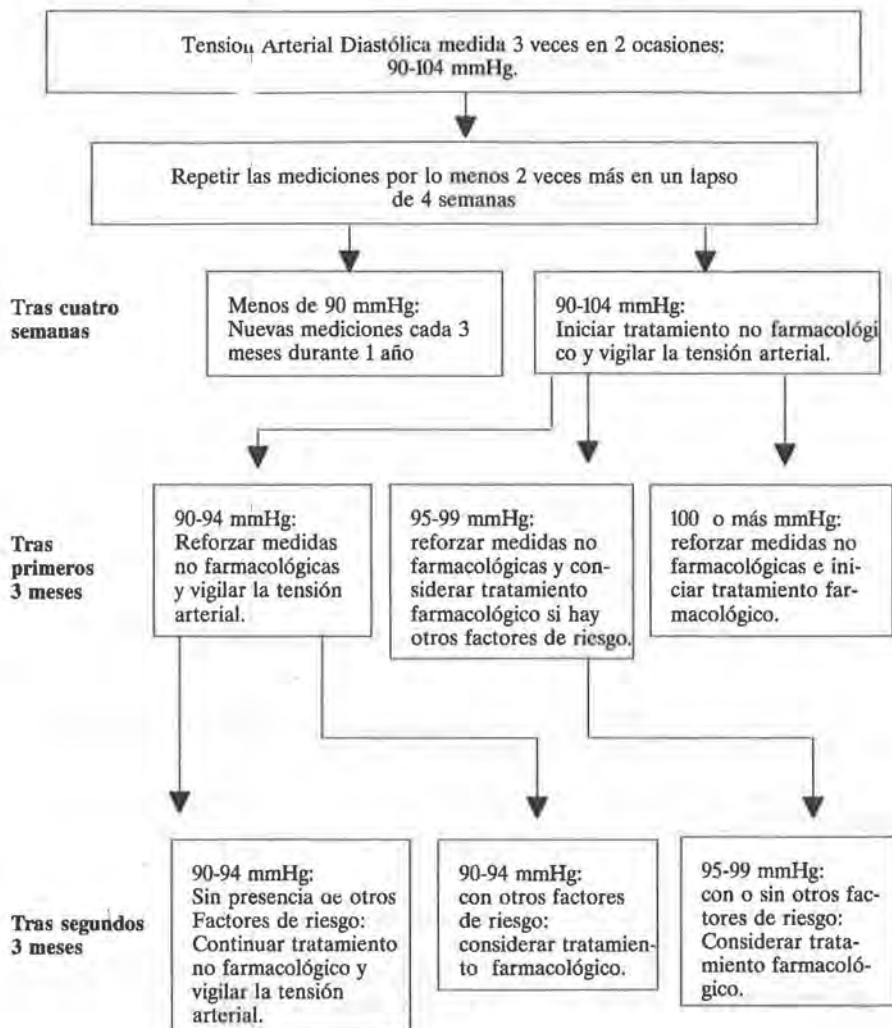 Tension Arterial Diastólica medida 3 veces en 2 ocasiones:
90-104 mmHg.
Repetir las mediciones por lo menos 2 veces más en un lapso
de 4 semanas
Tras cuatro
semanas
Menos de 90 mmHg:
Nuevas mediciones cada 3
meses durante 1 año
90-104 mmHg:
Iniciar tratamiento no farmacológi
co y vigilar la tensión arterial.
Tras
primeros
3 meses
90-94 mmHg:
Reforzar medidas
no farmacológicas
y vigilar la tensión
arterial.
95-99 mmHg:
reforzar medidas no
farmacológicas y con-
siderar tratamiento
farmacológico si hay
otros factores de riesgo.
100 o más mmHg:
reforzar medidas no
farmacológicas e ini-
ciar tratamiento far-
macológico.
Tras segundos
3 meses
90-94 mmHg:
Sin presencia de otros
Factores de riesgo:
Continuar tratamiento
no farmacológico y
vigilar la tensión
arterial.
90-94 mmHg:
con otros factores
de riesgo:
considerar tratamien-
to farmacológico.
95-99 mmHg:
con o sin otros fac-
tores de riesgo:
Considerar trata-
miento farmacoló-
gico.